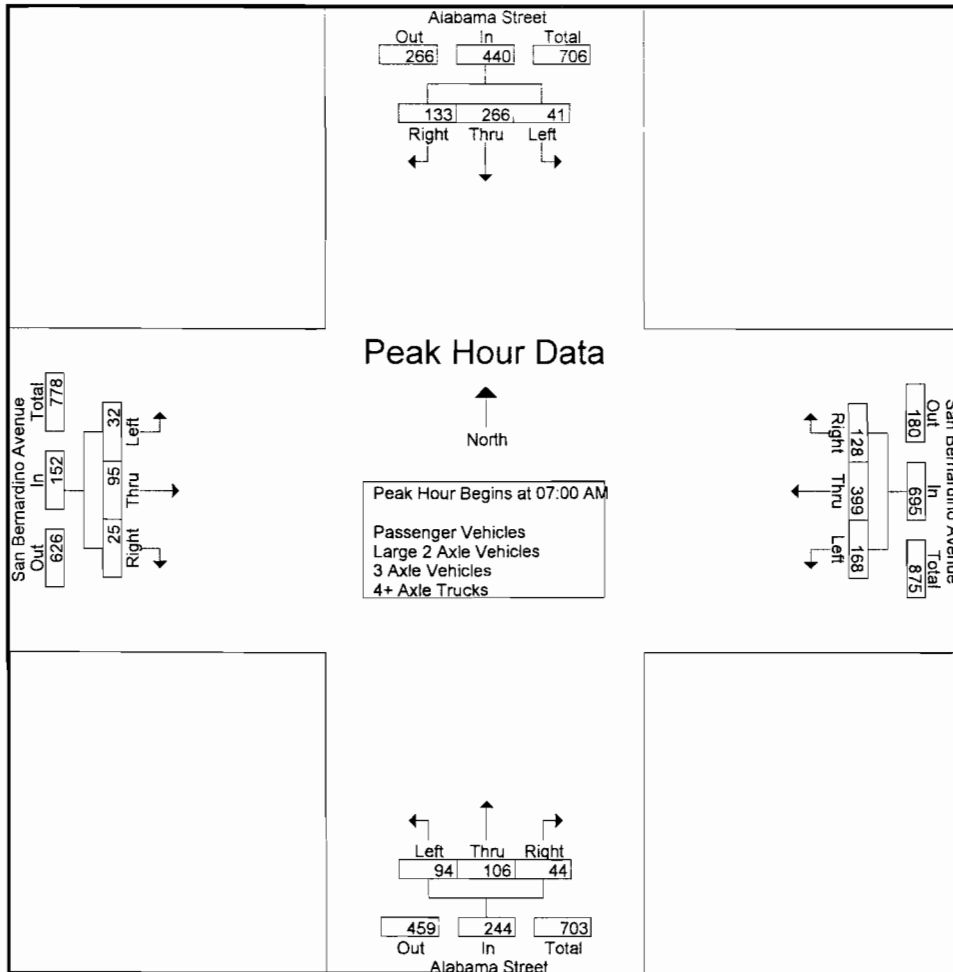 Alabama Street
Out In Total
266 440 706
133 266 41
Right Thru Left
Peak Hour Data
North
Peak Hour Begins at 07:00 AM
Passenger Vehicles
Large 2 Axle Vehicles
3 Axle Vehicles
4+ Axle Trucks
San Bernardino Avenue
Out In Total
626 152 778
25 95 32
Right Thru Left
San Bernardino Avenue
Out In Total
180 695 875
128 399 168
Right Thru Left
Left Thru Right
94 106 44
459 244 703
Out In Total
Alabama Street